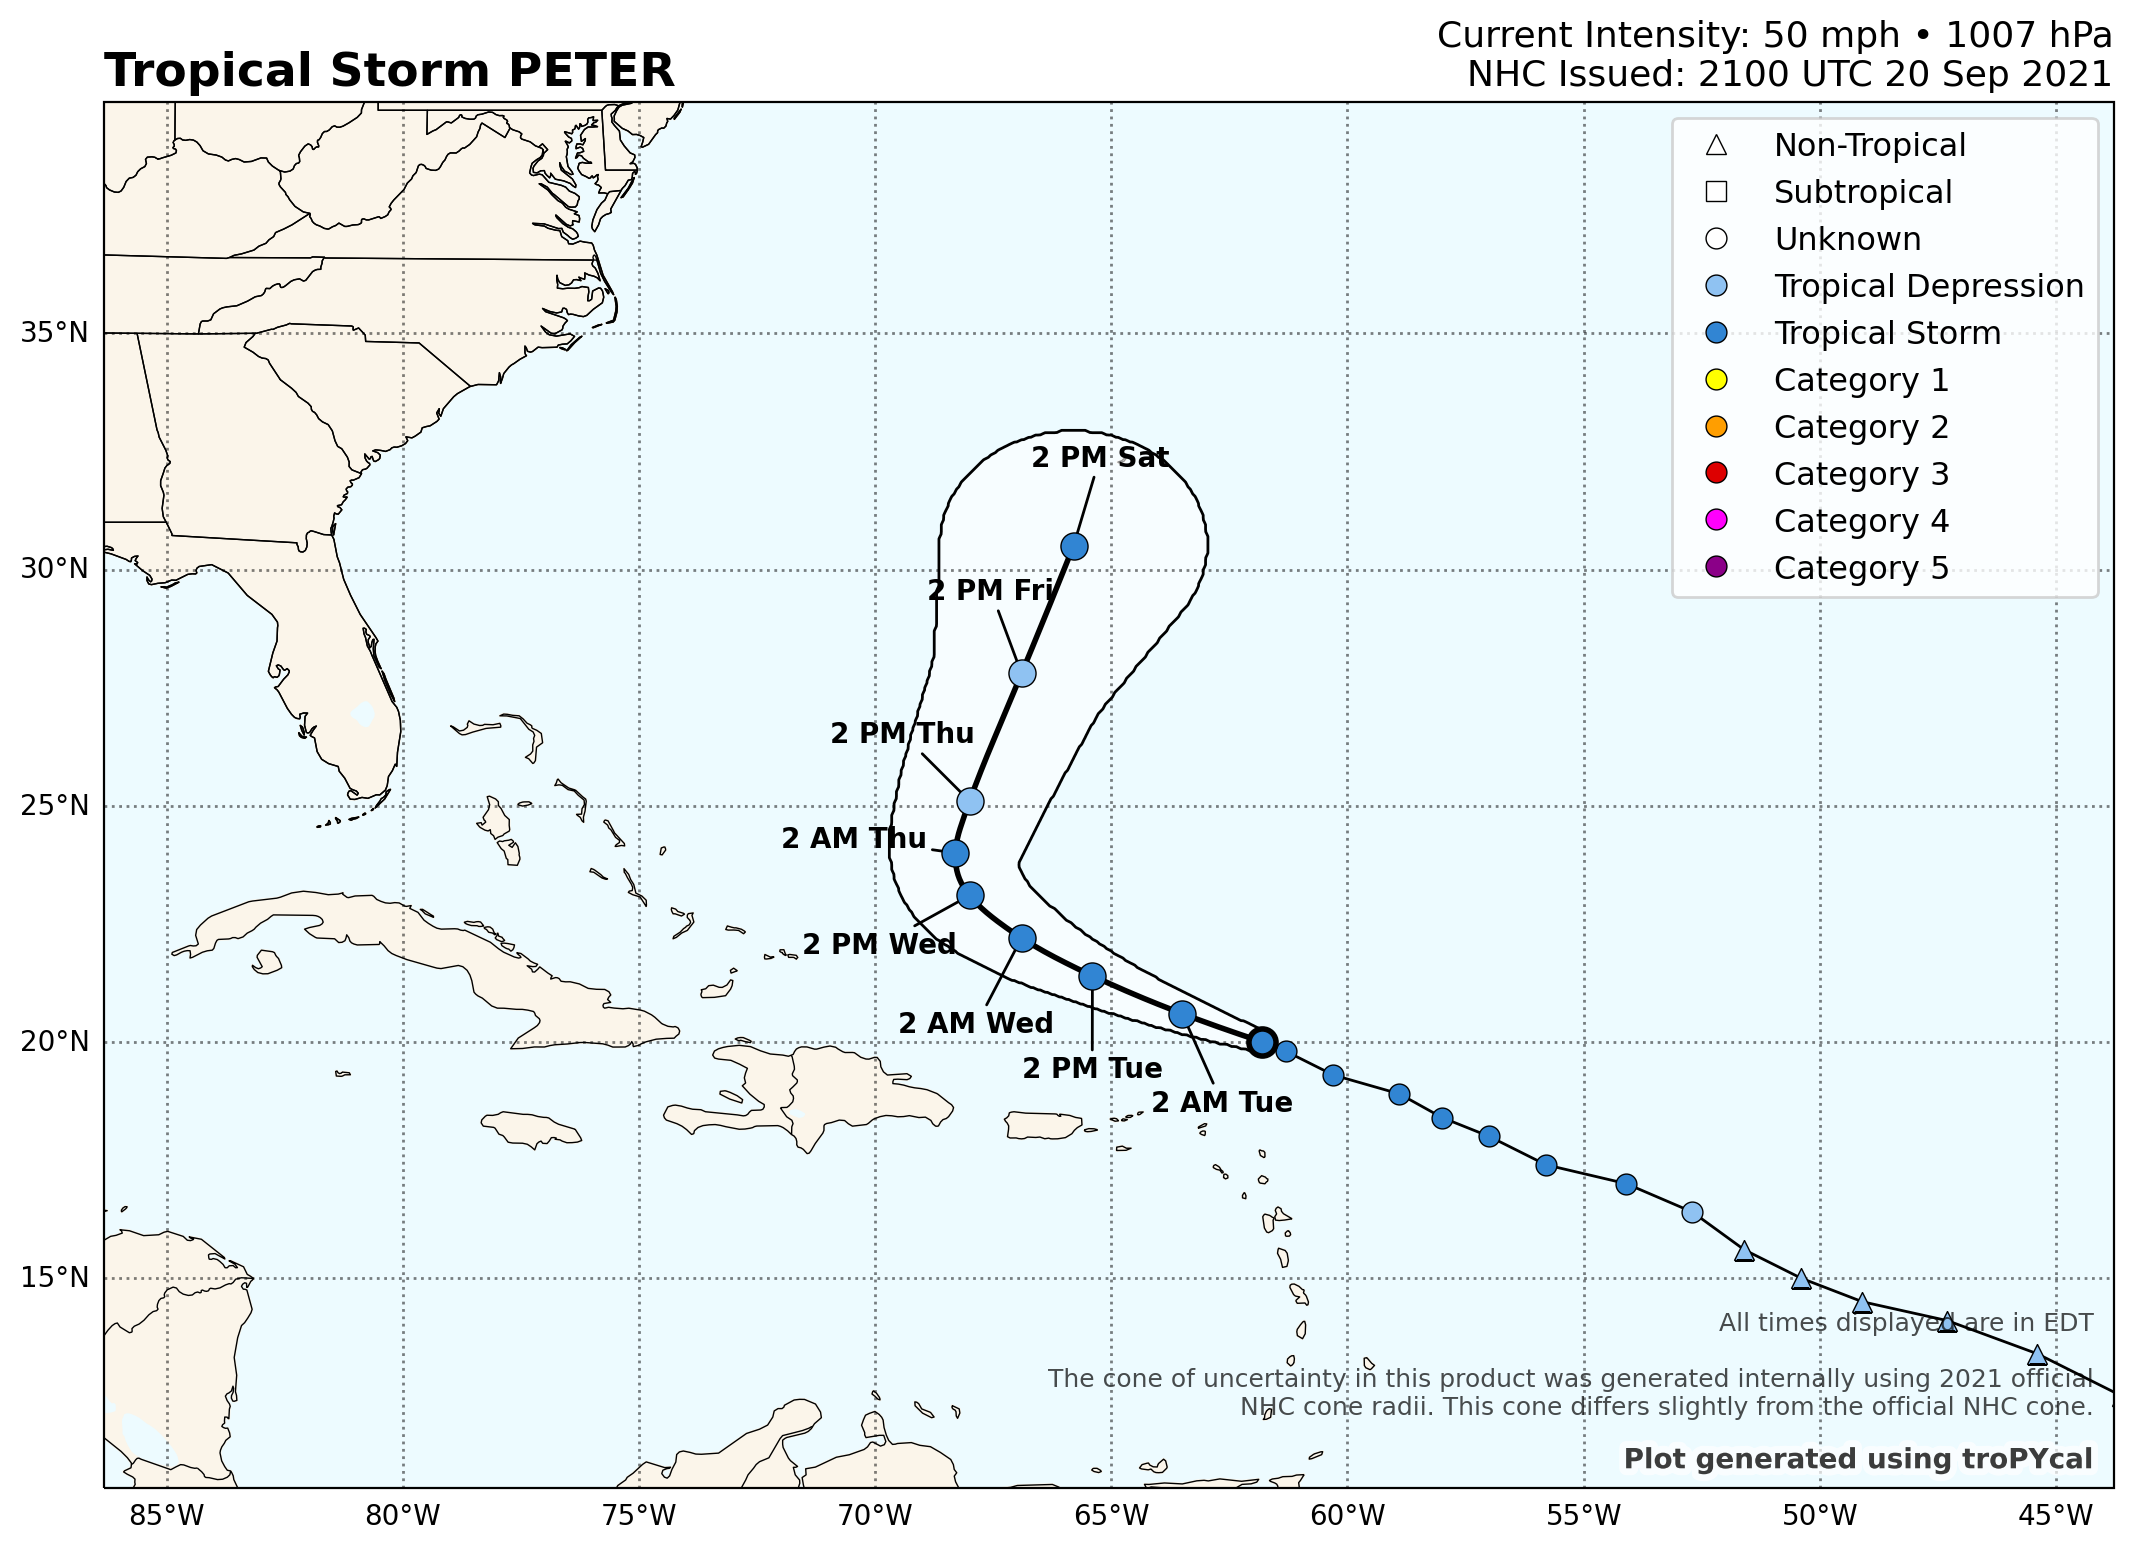 Tropical Storm PETER
Current Intensity: 50 mph • 1007 hPa
NHC Issued: 2100 UTC 20 Sep 2021
Non-Tropical
Subtropical
Unknown
Tropical Depression
Tropical Storm
Category 1
Category 2
Category 3
Category 4
Category 5
35°N
30°N
25°N
20°N
15°N
2 PM Sat
2 PM Fri
2 PM Thu
2 AM Thu
2 PM Wed
2 AM Wed
2 PM Tue
2 AM Tue
All times displayed are in EDT
The cone of uncertainty in this product was generated internally using 2021 official
NHC cone radii. This cone differs slightly from the official NHC cone.
Plot generated using troPYcal
85°W
80°W
75°W
70°W
65°W
60°W
55°W
50°W
45°W